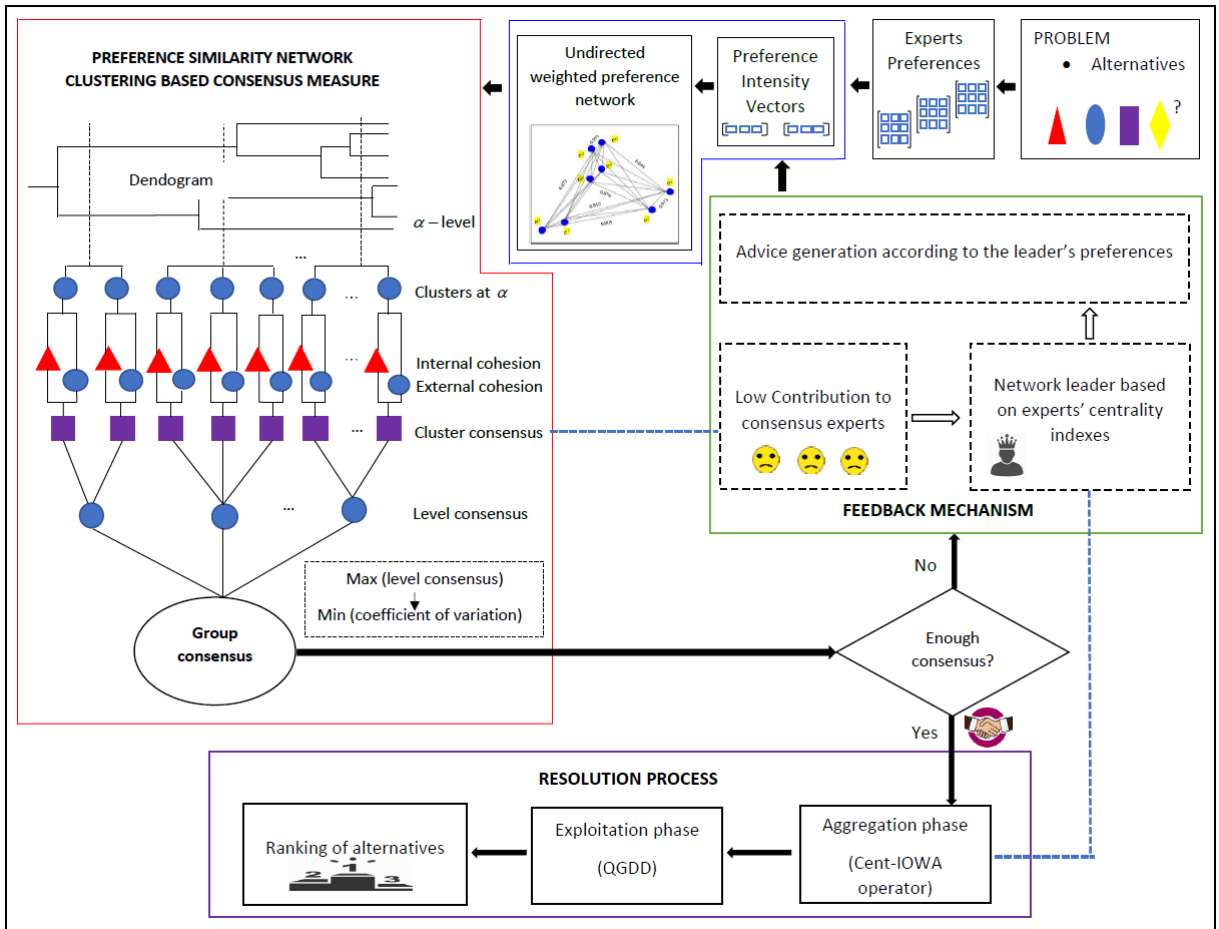 PREFERENCE SIMILARITY NETWORK
CLUSTERING BASED CONSENSUS MEASURE
Dendogram
α – level
...
Clusters at α
...
Internal cohesion
...
External cohesion
Cluster consensus
...
Level consensus
...
Max (level consensus)
Min (coefficient of variation)
Group
consensus
Undirected
weighted preference
network
Preference
Intensity
Vectors
Experts
Preferences
PROBLEM
• Alternatives
?
Advice generation according to the leader's preferences
Low Contribution to
consensus experts
Network leader based
on experts' centrality
indexes
FEEDBACK MECHANISM
No
Enough
consensus?
Yes
RESOLUTION PROCESS
Ranking of alternatives
2 1 3
Exploitation phase
(QGDD)
Aggregation phase
(Cent-IOWA
operator)